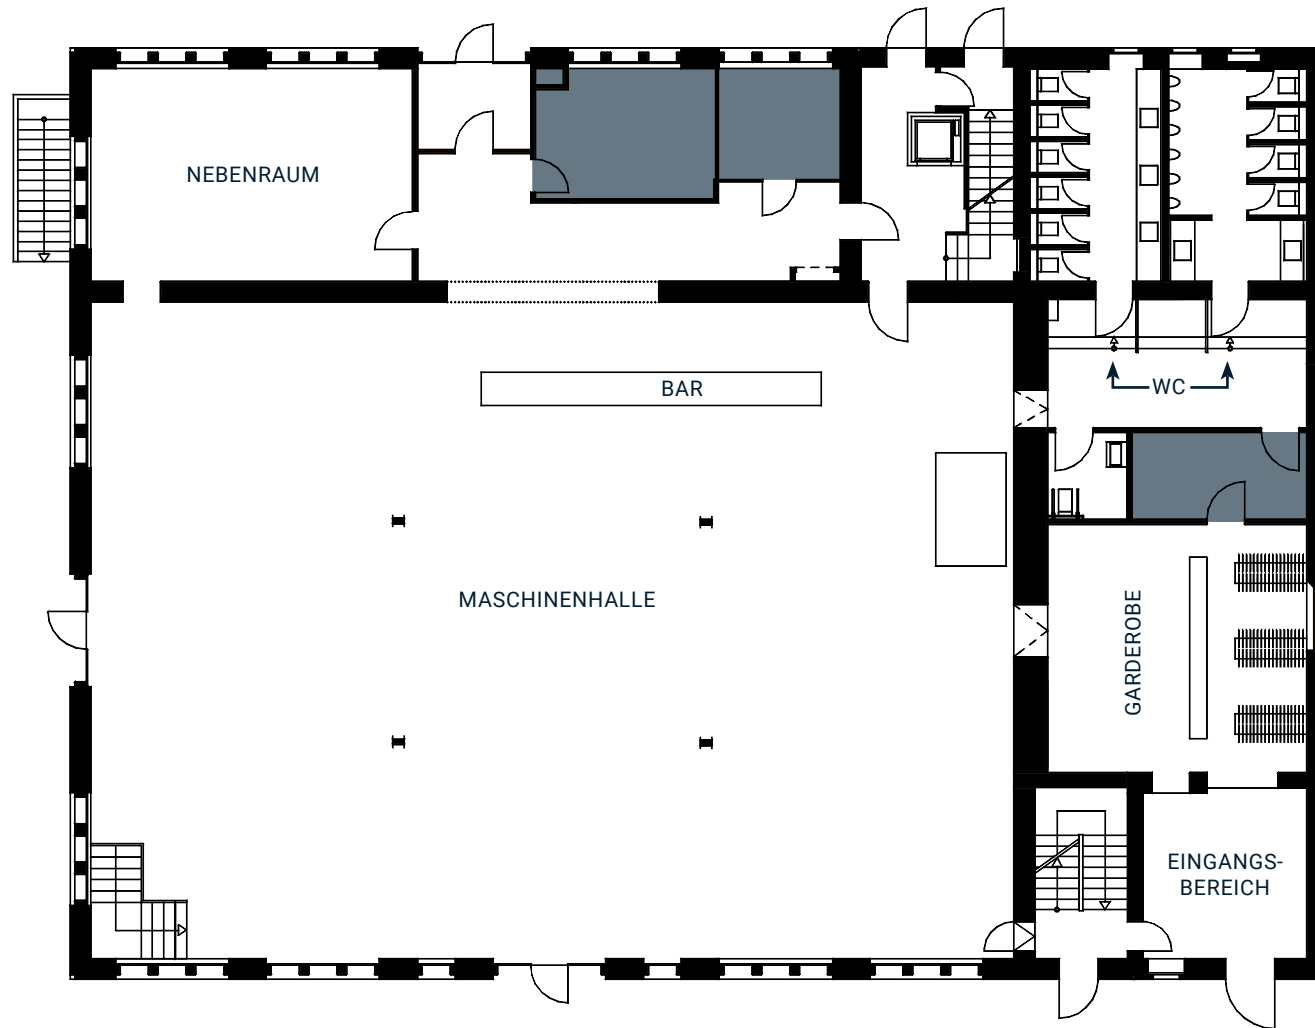 NEBENRAUM
BAR
WC
MASCHINENHALLE
GARDEROBE
EINGANGS-
BEREICH